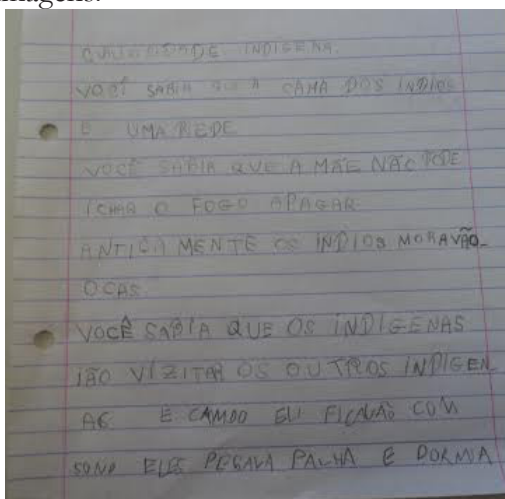 imagens.
INDIGENA
VOCÊ SABIA QUE A CAMA DOS INDIOS
É UMA REDE
VOCÊ SABIA QUE A MÃE NÃO PODE
O FOGO APAGAR
ANTIGAMENTE OS INDIOS MORAVÃO
OCAS
VOCÊ SABIA QUE OS INDIGENAS
IÃO VIZITAR OS OUTROS INDIGEN
AS E CAMDO ELI FICAVÃO COM
SONO ELES PEGAVA PALHA E DORMIA